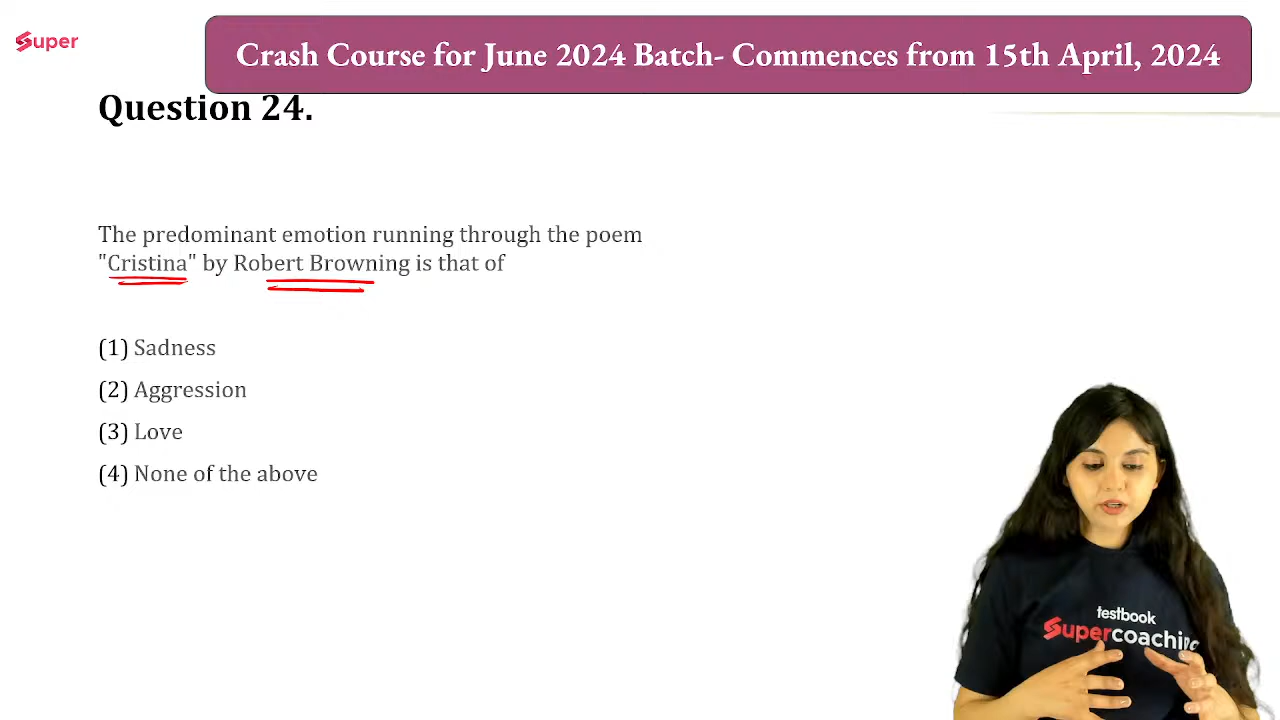 Super
Crash Course for June 2024 Batch- Commences from 15th April, 2024
Question 24.
The predominant emotion running through the poem
"Cristina" by Robert Browning is that of
(1) Sadness
(2) Aggression
(3) Love
(4) None of the above
testbook
Supercoaching